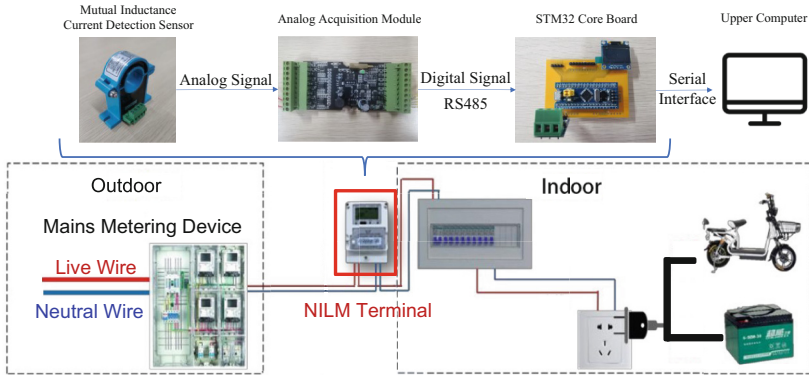 Mutual Inductance
Current Detection Sensor
Analog Acquisition Module
STM32 Core Board
Upper Computer
Analog Signal
Digital Signal
RS485
Serial
Interface
Outdoor
Indoor
Mains Metering Device
Live Wire
Neutral Wire
NILM Terminal